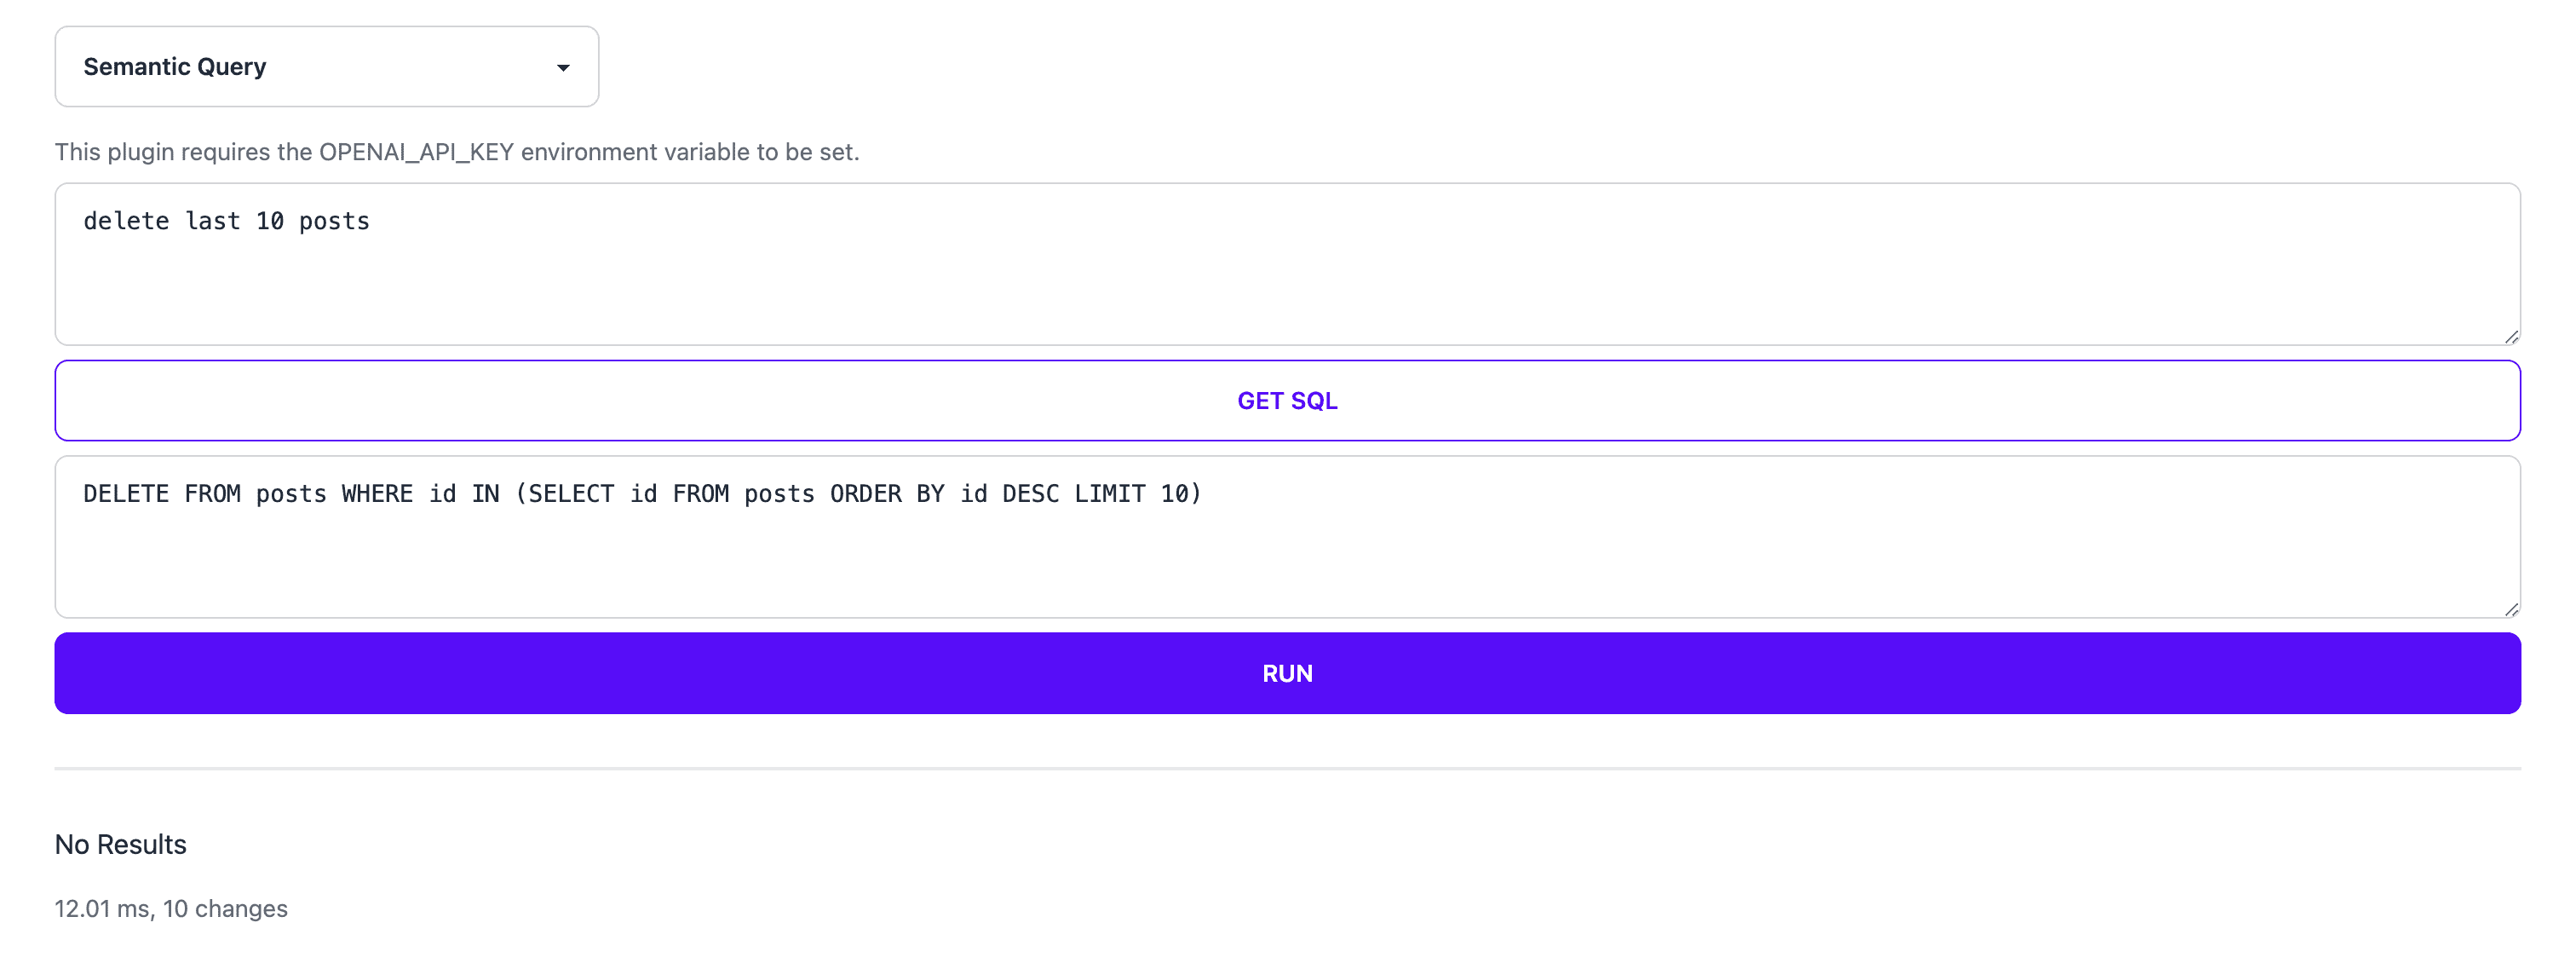 Semantic Query
This plugin requires the OPENAI_API_KEY environment variable to be set.
delete last 10 posts
GET SQL
DELETE FROM posts WHERE id IN (SELECT id FROM posts ORDER BY id DESC LIMIT 10)
RUN
No Results
12.01 ms, 10 changes